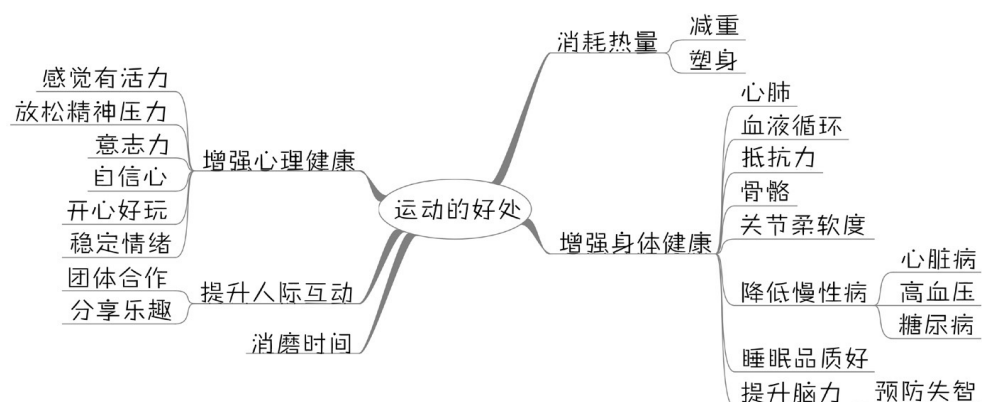 运动的好处
消耗热量
减重
塑身
增强身体健康
心肺
血液循环
抵抗力
骨骼
关节柔软度
降低慢性病
心脏病
高血压
糖尿病
睡眠品质好
提升脑力
预防失智
增强心理健康
感觉有活力
放松精神压力
意志力
自信心
开心好玩
稳定情绪
提升人际互动
团体合作
分享乐趣
消磨时间